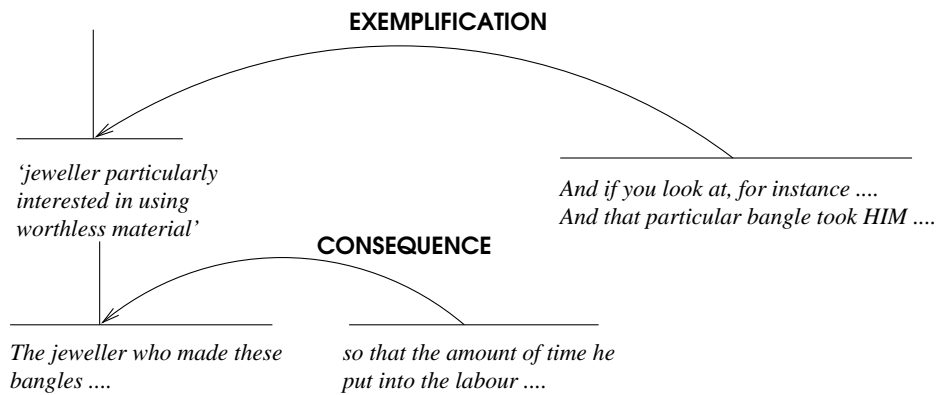 EXEMPLIFICATION
‘jeweller particularly
interested in using
worthless material’
And if you look at, for instance ....
And that particular bangle took HIM ....
CONSEQUENCE
The jeweller who made these
bangles ....
so that the amount of time he
put into the labour ....